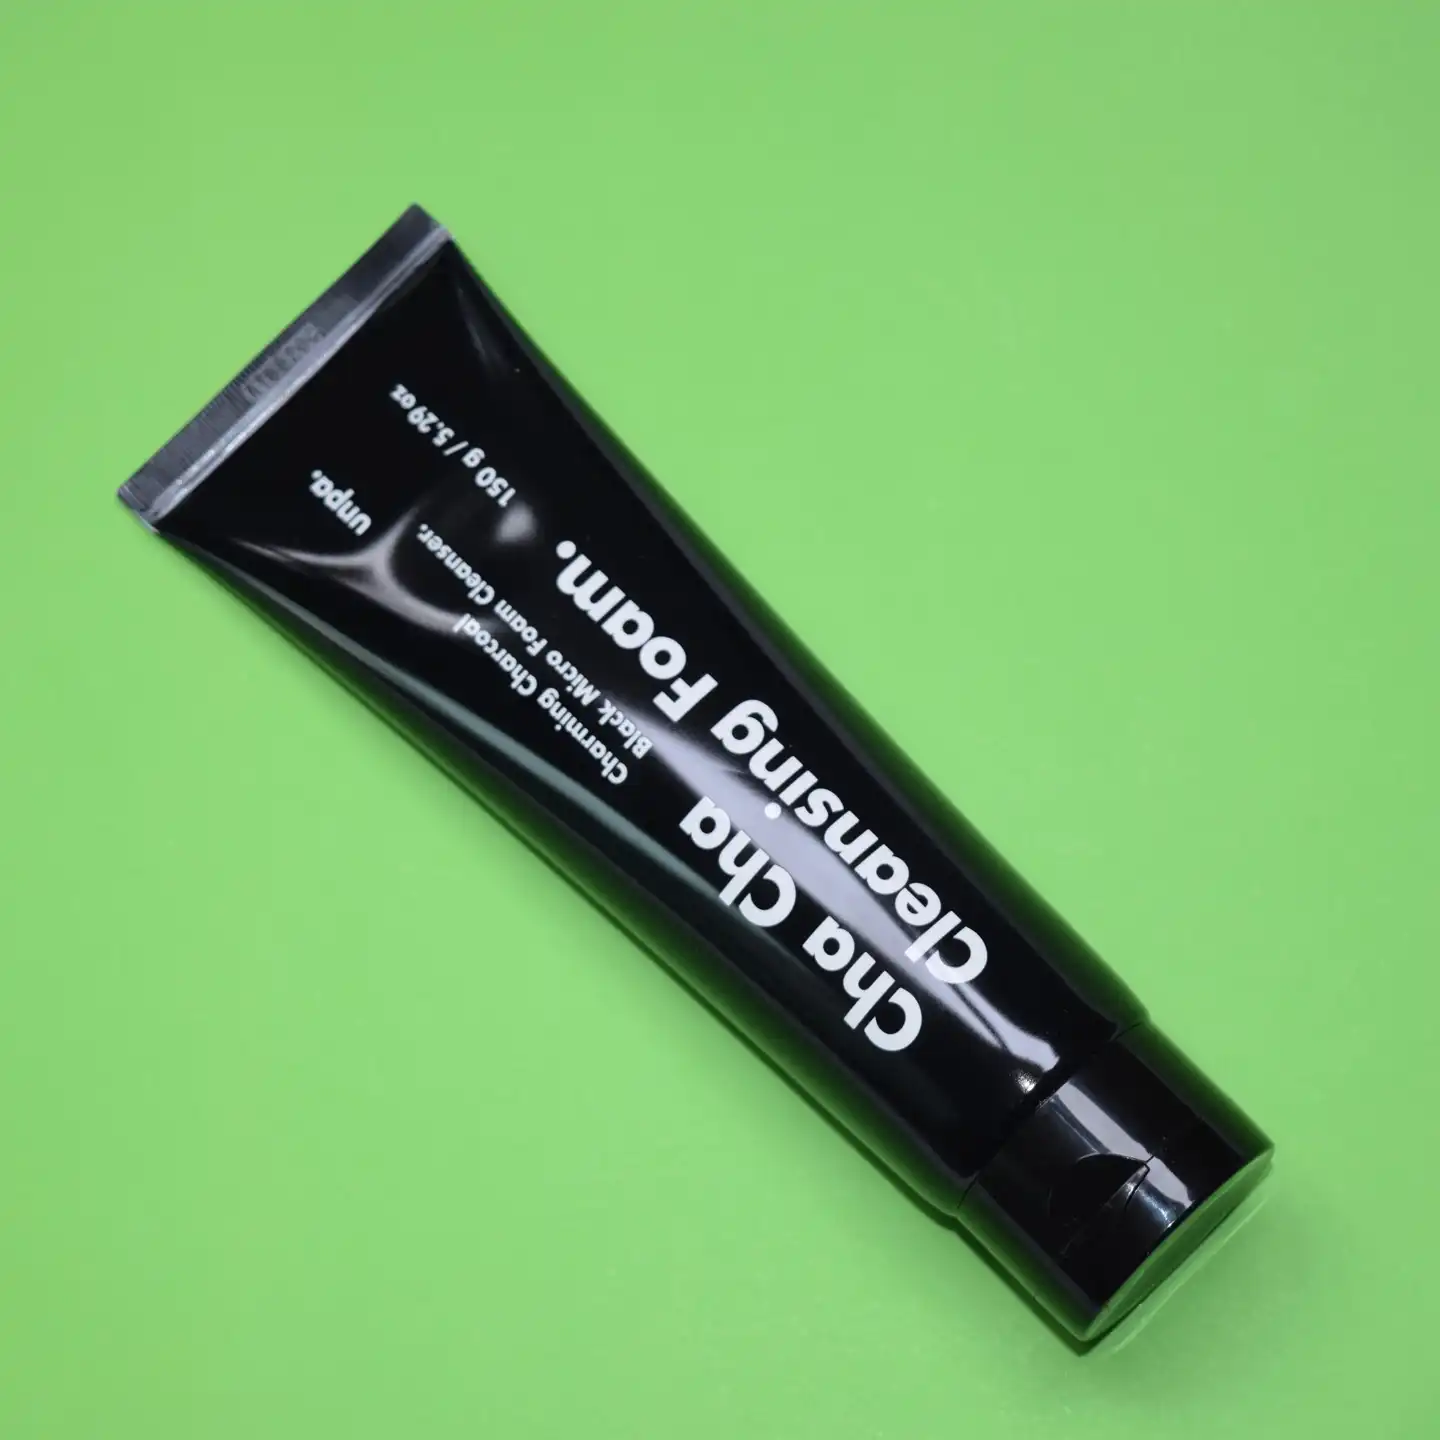 Cha Cha
Cleansing Foam.
Charming Charcoal
Black Micro Foam Cleanser.
unpa.
150 g / 5.29 oz